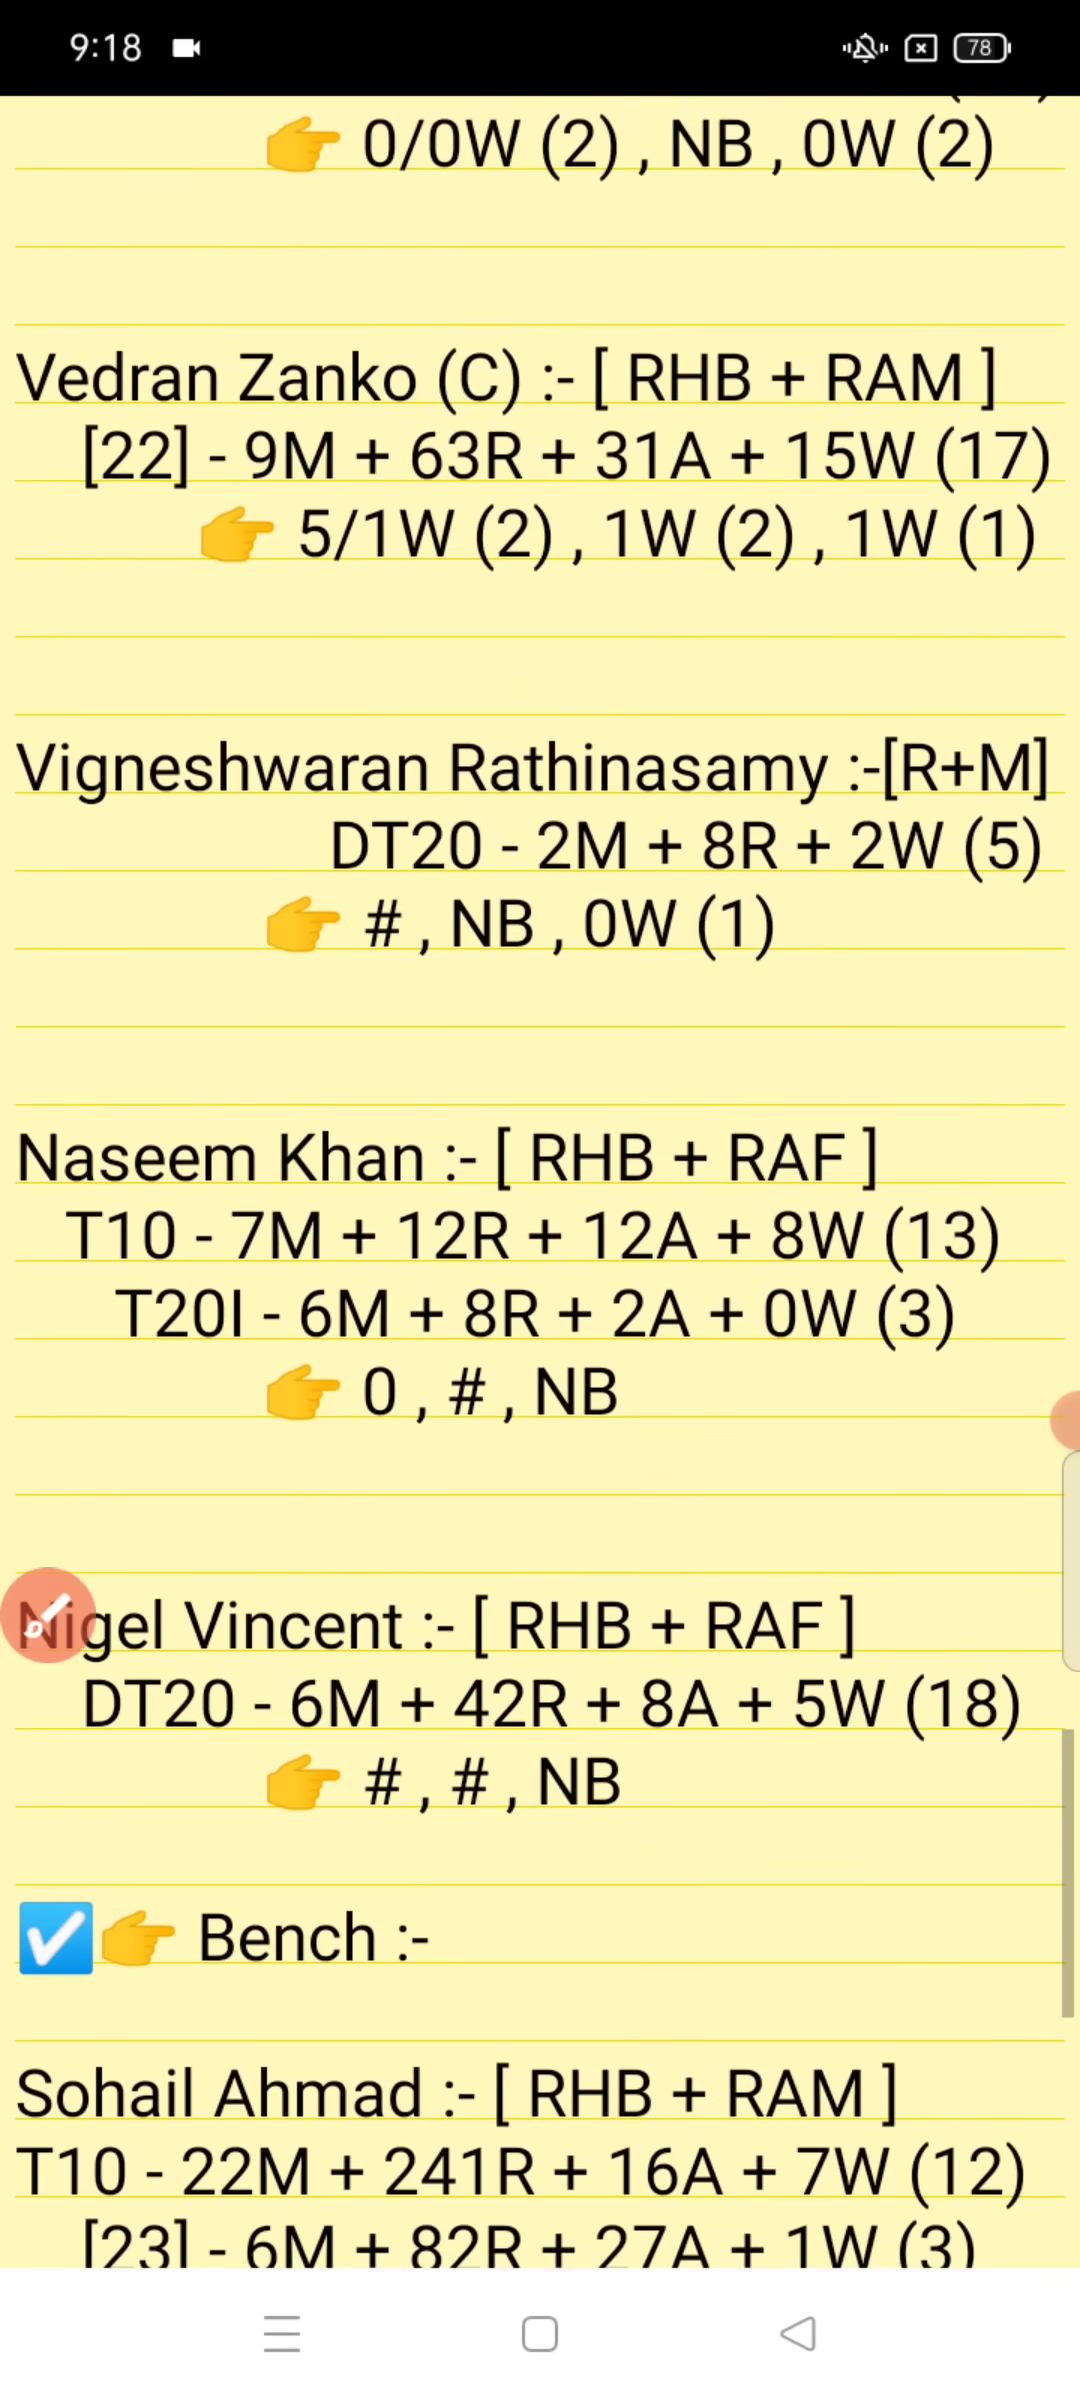 9:18
78
👉 0/0W (2) , NB , 0W (2)
Vedran Zanko (C) :- [ RHB + RAM ]
[22] - 9M + 63R + 31A + 15W (17)
👉 5/1W (2) , 1W (2) , 1W (1)
Vigneshwaran Rathinasamy :-[R+M]
DT20 - 2M + 8R + 2W (5)
👉 # , NB , 0W (1)
Naseem Khan :- [ RHB + RAF ]
T10 - 7M + 12R + 12A + 8W (13)
T20I - 6M + 8R + 2A + 0W (3)
👉 0 , # , NB
Nigel Vincent :- [ RHB + RAF ]
DT20 - 6M + 42R + 8A + 5W (18)
👉 # , # , NB
☑️👉 Bench :-
Sohail Ahmad :- [ RHB + RAM ]
T10 - 22M + 241R + 16A + 7W (12)
[23] - 6M + 82R + 27A + 1W (3)